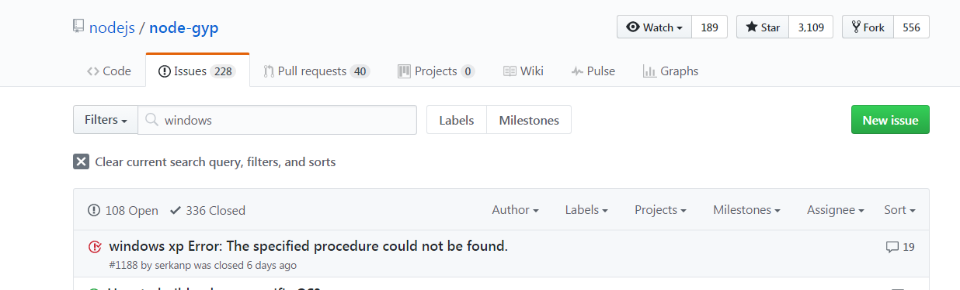 nodejs / node-gyp
Watch 189 Star 3,109 Fork 556
Code Issues 228 Pull requests 40 Projects 0 Wiki Pulse Graphs
Filters windows Labels Milestones New issue
Clear current search query, filters, and sorts
108 Open 336 Closed Author Labels Projects Milestones Assignee Sort
windows xp Error: The specified procedure could not be found. 19
#1188 by serkanp was closed 6 days ago